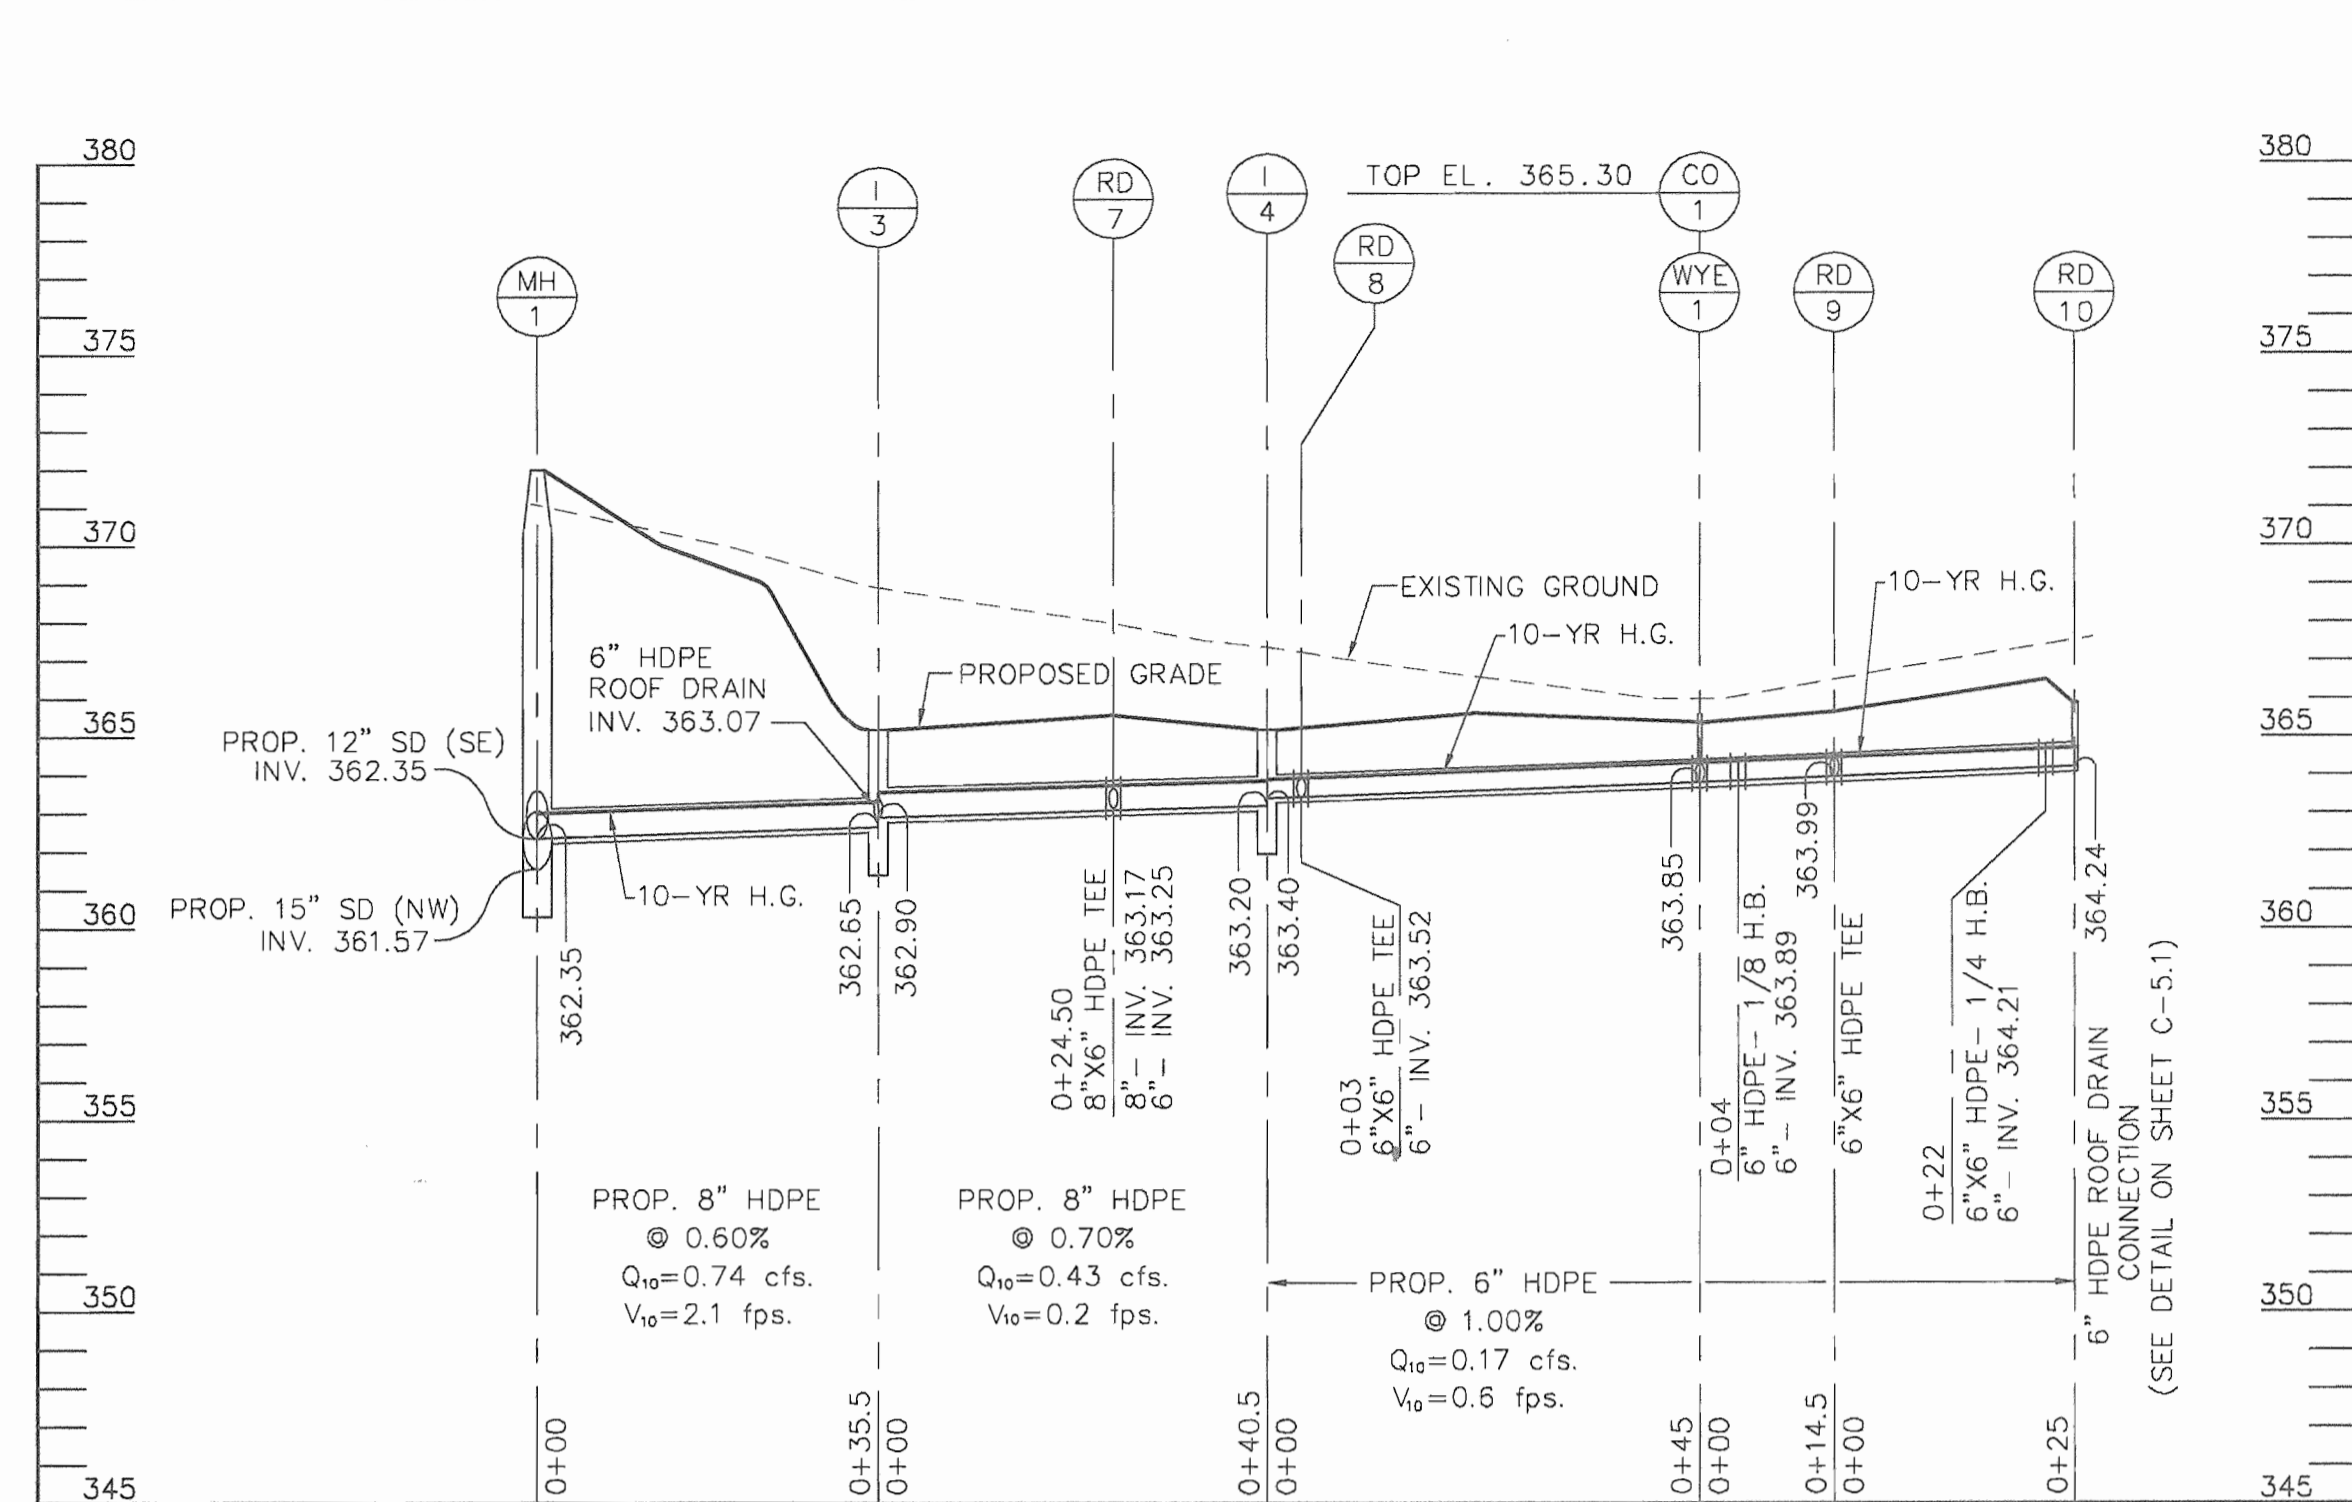 380
375
370
365
360
355
350
345
MH
1
I
3
RD
7
I
4
TOP EL. 365.30
CO
1
RD
8
WYE
1
RD
9
RD
10
EXISTING GROUND
10-YR H.G.
10-YR H.G.
6" HDPE
ROOF DRAIN
INV. 363.07
PROPOSED GRADE
PROP. 12" SD (SE)
INV. 362.35
PROP. 15" SD (NW)
INV. 361.57
10-YR H.G.
362.35
362.65
362.90
0+24.50
8"X6" HDPE TEE
8"- INV. 363.17
6"- INV. 363.25
363.20
363.40
0+03
6"X6" HDPE TEE
6"- INV. 363.52
363.85
0+04
6" HDPE- 1/8 H.B.
6"- INV. 363.89
363.99
6"X6" HDPE TEE
0+22
6"X6" HDPE- 1/4 H.B.
6"- INV. 364.21
364.24
6" HDPE ROOF DRAIN
CONNECTION
(SEE DETAIL ON SHEET C-5.1)
PROP. 8" HDPE
@ 0.60%
Q10=0.74 cfs.
V10=2.1 fps.
PROP. 8" HDPE
@ 0.70%
Q10=0.43 cfs.
V10=0.2 fps.
PROP. 6" HDPE
@ 1.00%
Q10=0.17 cfs.
V10=0.6 fps.
0+00
0+35.5
0+00
0+40.5
0+00
0+45
0+00
0+14.5
0+00
0+25
380
375
370
365
360
355
350
345